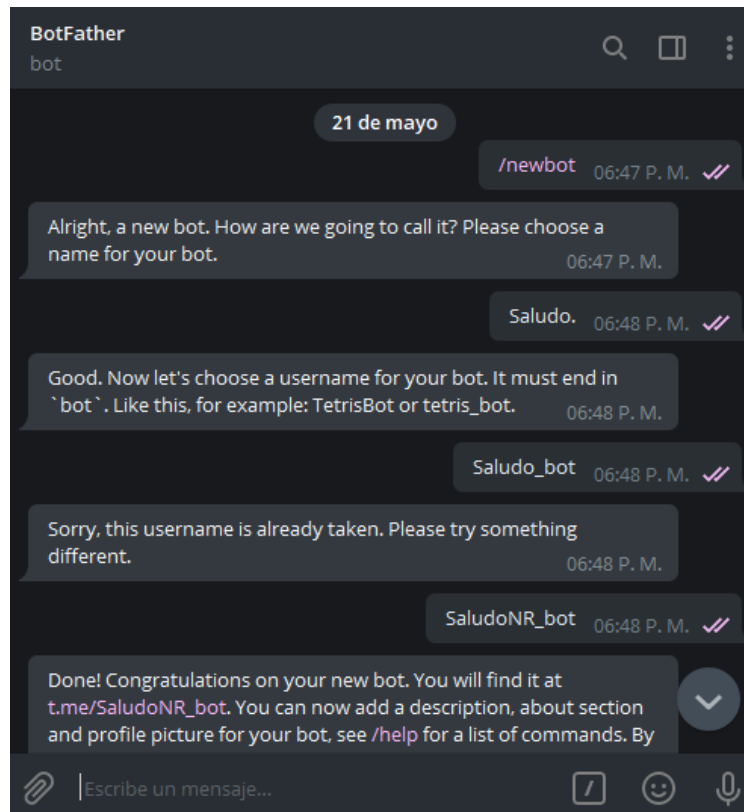 BotFather
bot
21 de mayo
/newbot 06:47 P. M.
Alright, a new bot. How are we going to call it? Please choose a
name for your bot. 06:47 P. M.
Saludo. 06:48 P. M.
Good. Now let's choose a username for your bot. It must end in
`bot`. Like this, for example: TetrisBot or tetris_bot. 06:48 P. M.
Saludo_bot 06:48 P. M.
Sorry, this username is already taken. Please try something
different. 06:48 P. M.
SaludoNR_bot 06:48 P. M.
Done! Congratulations on your new bot. You will find it at
t.me/SaludoNR_bot. You can now add a description, about section
and profile picture for your bot, see /help for a list of commands. By
Escribe un mensaje...